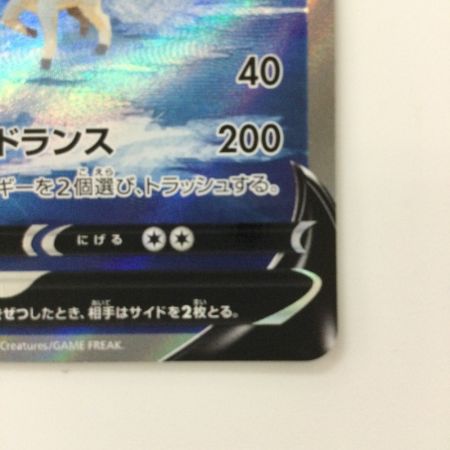 40
ドランス 200
ギーを2個選び、トラッシュする。
にげる
ぜつしたとき、相手はサイドを2枚とる。
Creatures/GAME FREAK.